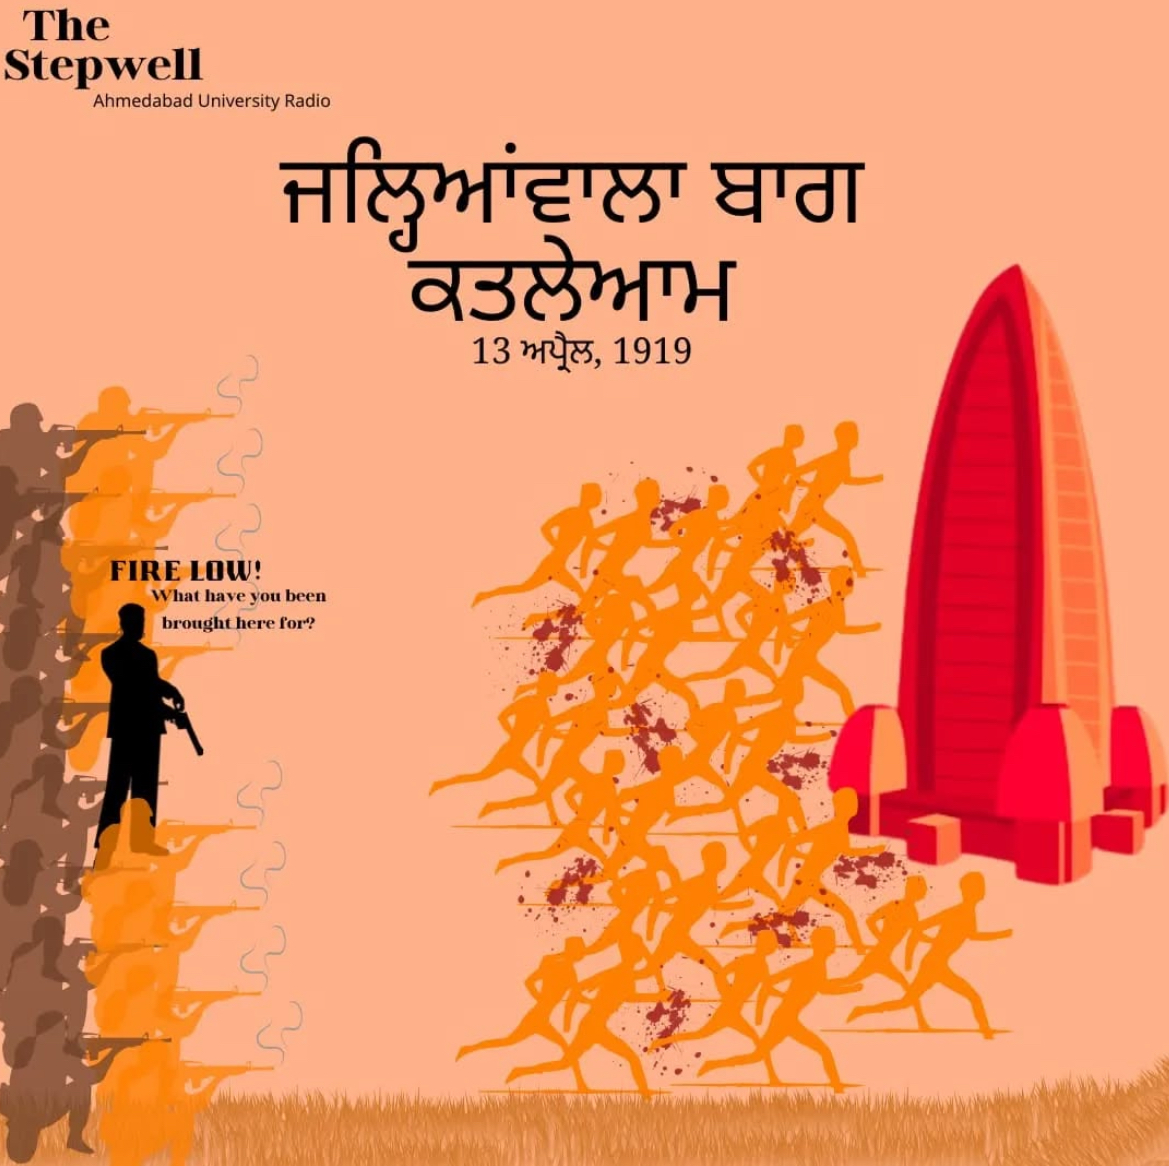 The
Stepwell
Ahmedabad University Radio
ਜਲ੍ਹਿਆਂਵਾਲਾ ਬਾਗ
ਕਤਲੇਆਮ
13 ਅਪ੍ਰੈਲ, 1919
FIRE LOW!
What have you been
brought here for?